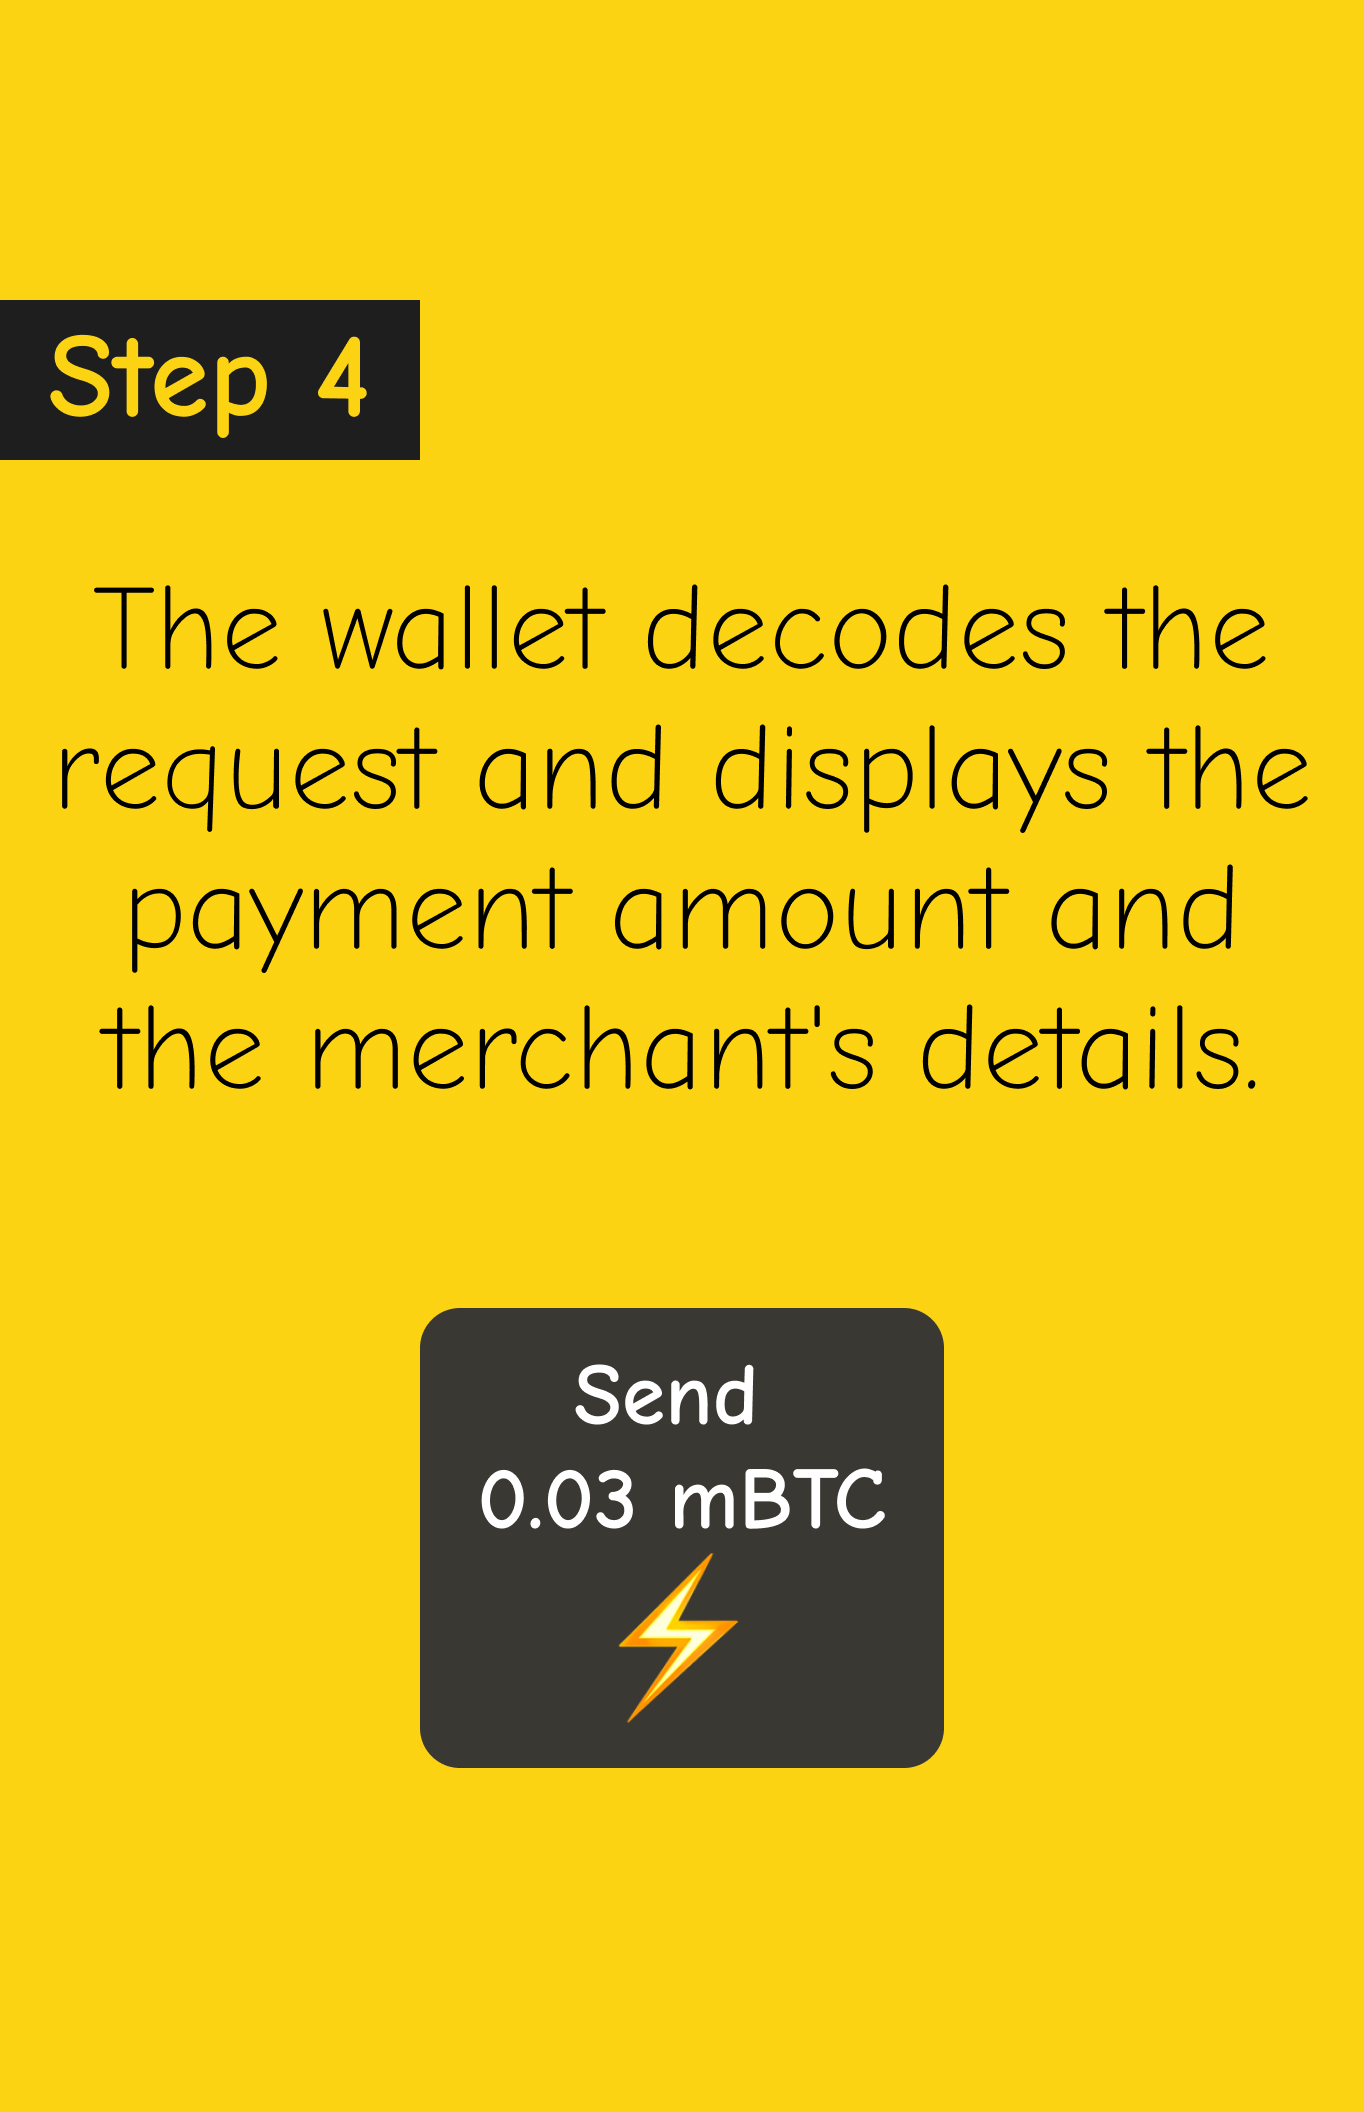 Step 4
The wallet decodes the
request and displays the
payment amount and
the merchant's details.
Send
0.03 mBTC